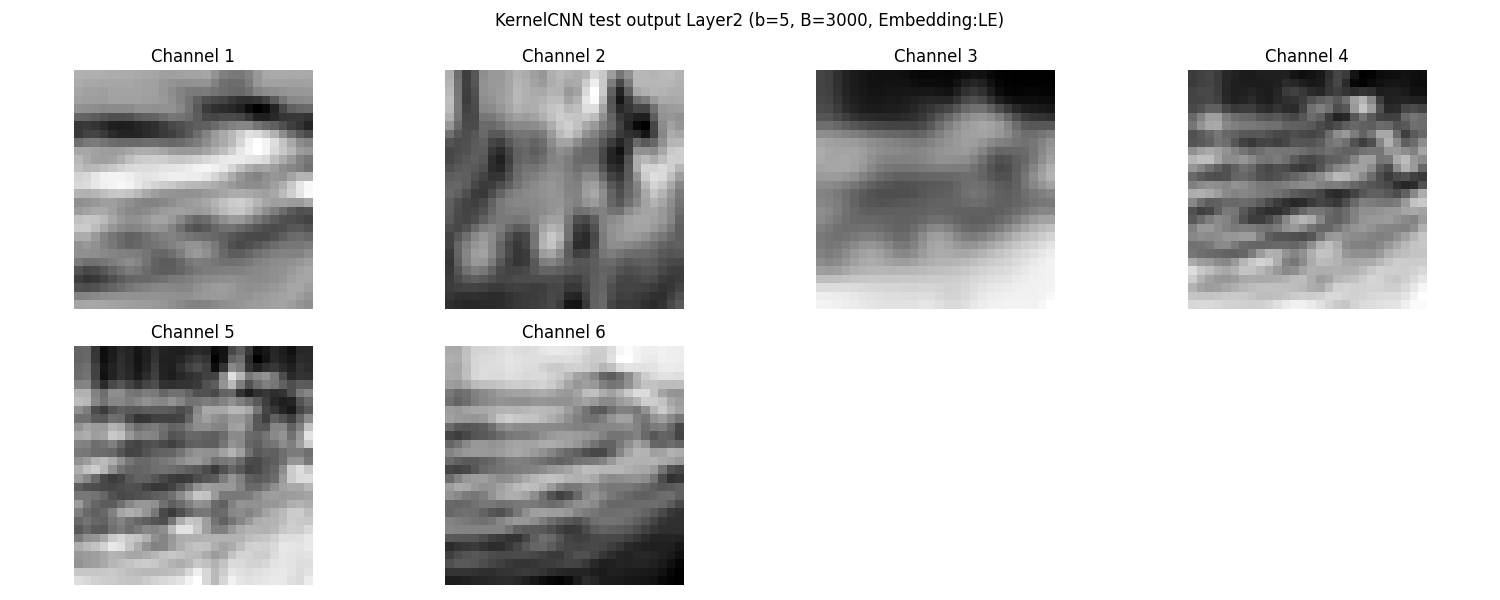 KernelCNN test output Layer2 (b=5, B=3000, Embedding:LE)
Channel 1
Channel 2
Channel 3
Channel 4
Channel 5
Channel 6